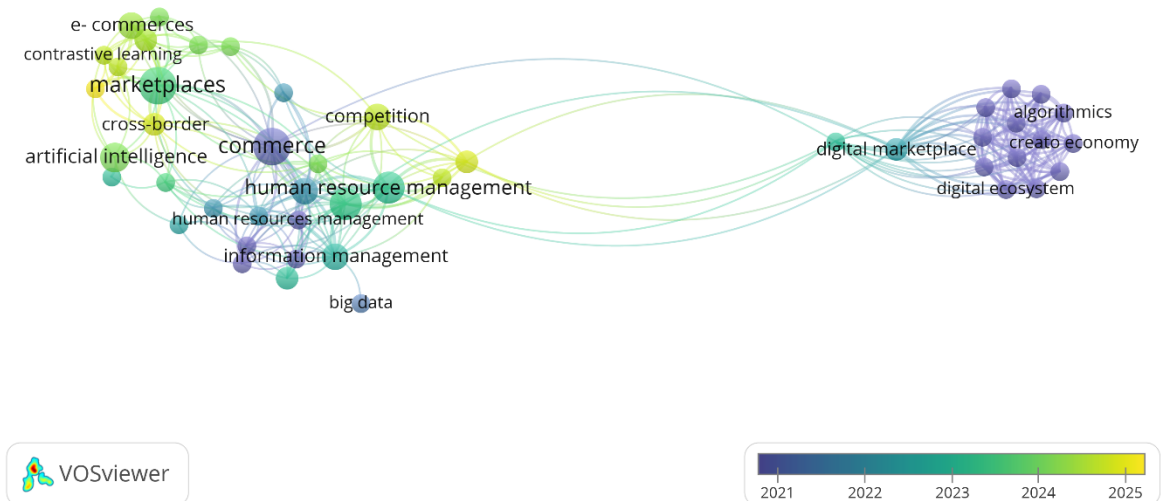 e- commerces
contrastive learning
marketplaces
cross-border
competition
algorithmics
commerce
creato economy
digital marketplace
artificial intelligence
human resource management
digital ecosystem
human resources management
information management
big data
VOSviewer
2021 2022 2023 2024 2025